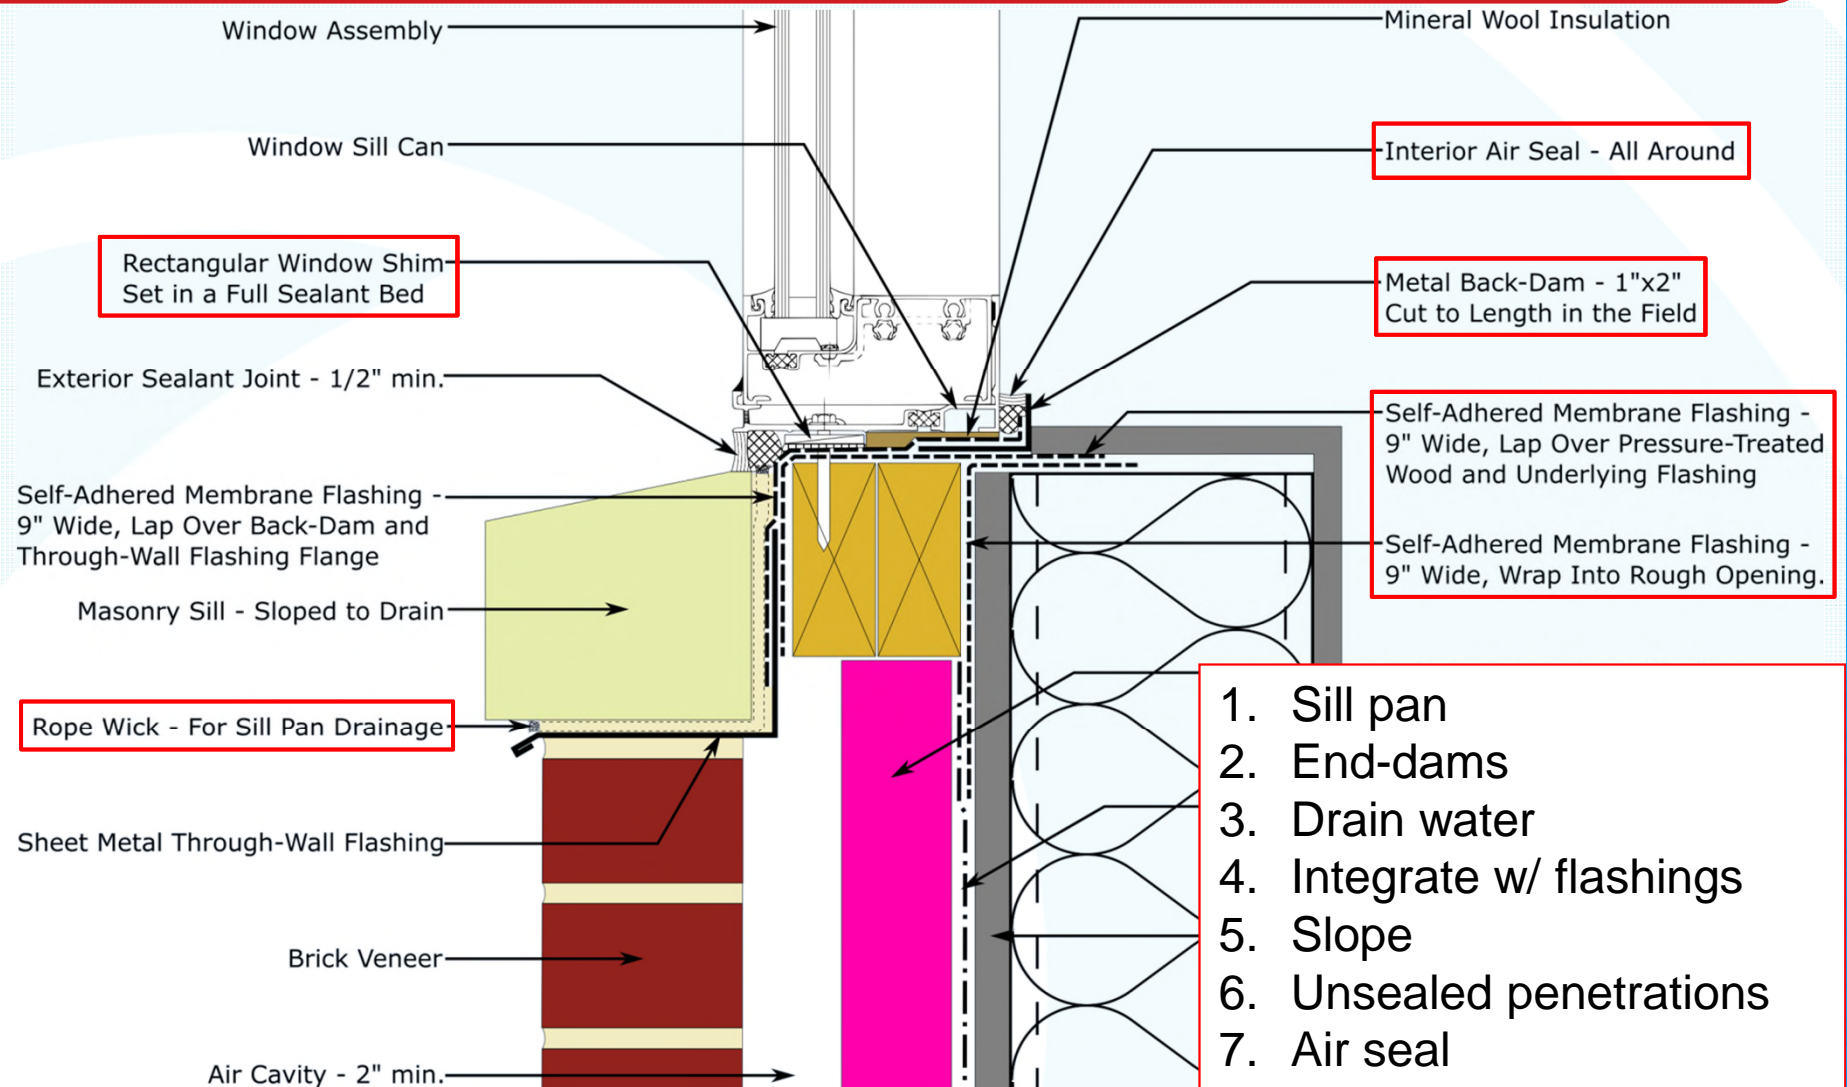 Window Assembly
Window Sill Can
Rectangular Window Shim
Set in a Full Sealant Bed
Exterior Sealant Joint - 1/2" min.
Self-Adhered Membrane Flashing -
9" Wide, Lap Over Back-Dam and
Through-Wall Flashing Flange
Masonry Sill - Sloped to Drain
Rope Wick - For Sill Pan Drainage
Sheet Metal Through-Wall Flashing
Brick Veneer
Air Cavity - 2" min.
Mineral Wool Insulation
Interior Air Seal - All Around
Metal Back-Dam - 1"x2"
Cut to Length in the Field
Self-Adhered Membrane Flashing -
9" Wide, Lap Over Pressure-Treated
Wood and Underlying Flashing
Self-Adhered Membrane Flashing -
9" Wide, Wrap Into Rough Opening.
1. Sill pan
2. End-dams
3. Drain water
4. Integrate w/ flashings
5. Slope
6. Unsealed penetrations
7. Air seal